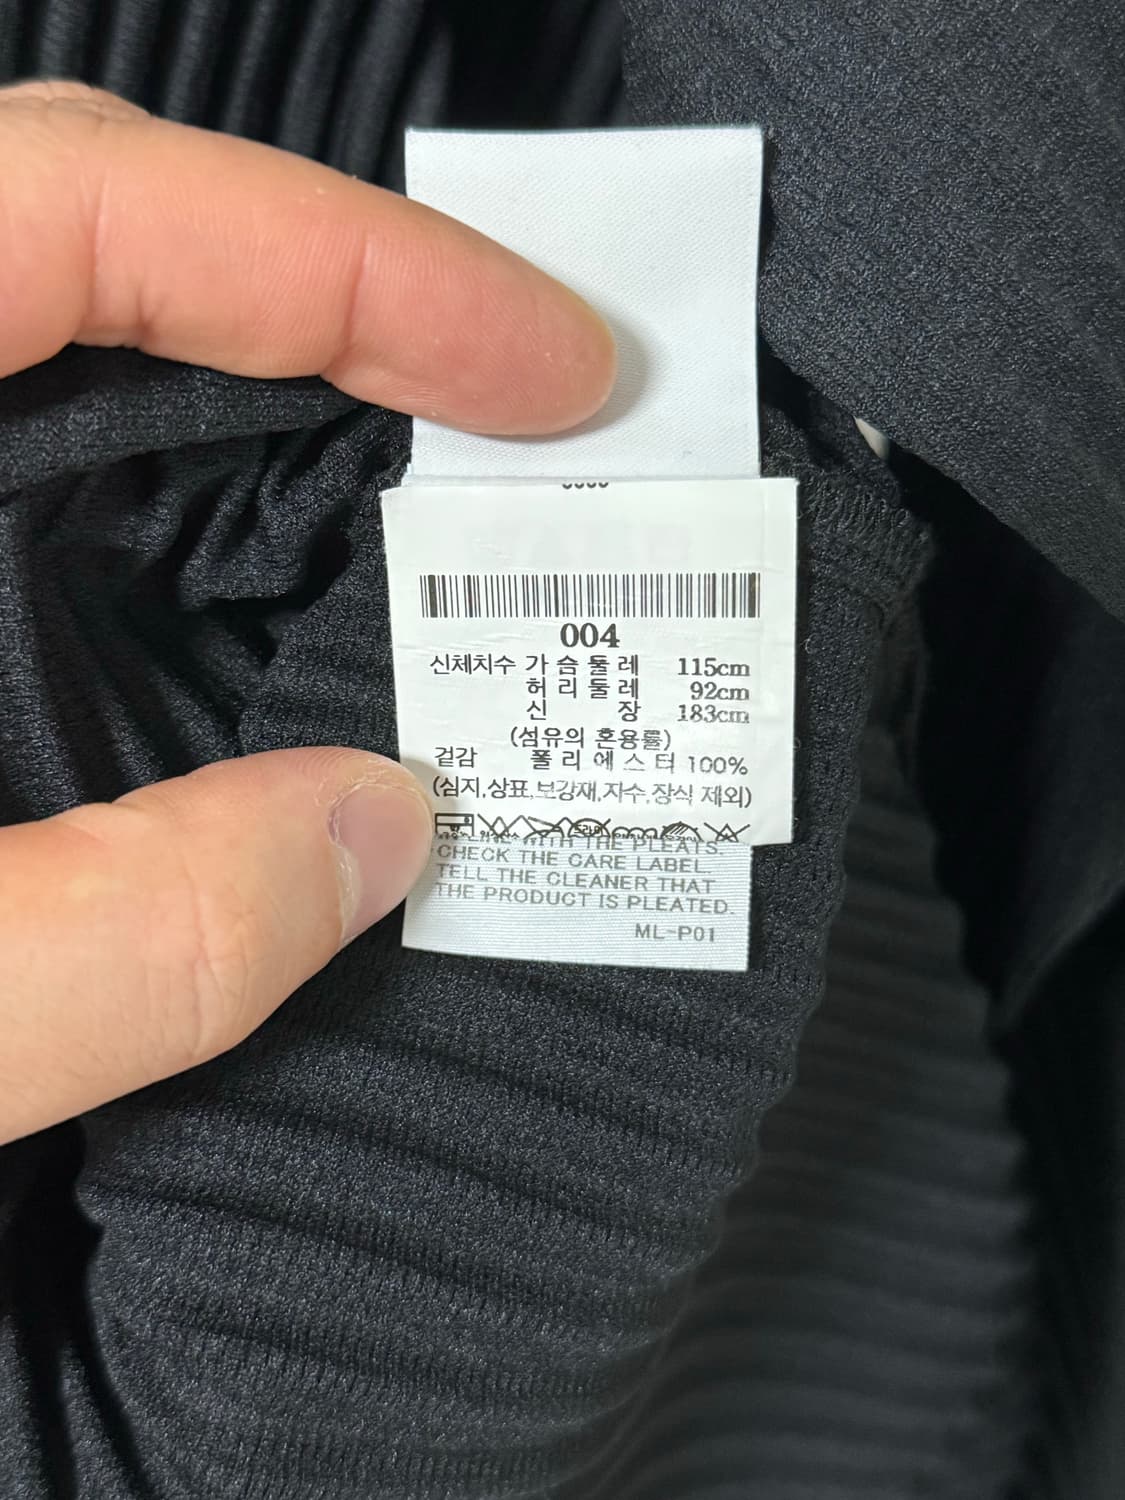 004
신체치수 가 슴 둘 레 115cm
허 리 둘 레 92cm
신 장 183cm
(섬유의 혼용률)
겉감 폴 리 에 스 터 100%
(심지,상표,보강재,자수,장식 제외)
WITH THE PLEATS.
CHECK THE CARE LABEL.
TELL THE CLEANER THAT
THE PRODUCT IS PLEATED.
ML-P01